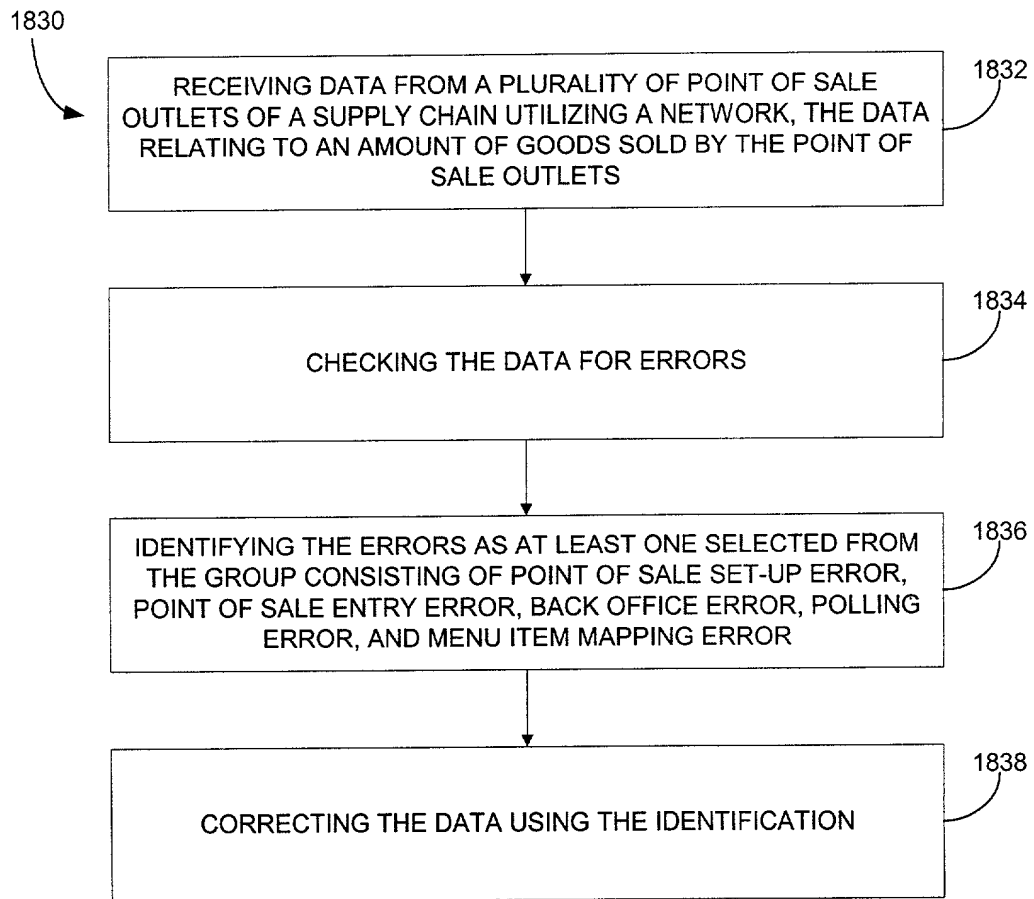 1830
RECEIVING DATA FROM A PLURALITY OF POINT OF SALE
OUTLETS OF A SUPPLY CHAIN UTILIZING A NETWORK, THE DATA
RELATING TO AN AMOUNT OF GOODS SOLD BY THE POINT OF
SALE OUTLETS
1832
CHECKING THE DATA FOR ERRORS
1834
IDENTIFYING THE ERRORS AS AT LEAST ONE SELECTED FROM
THE GROUP CONSISTING OF POINT OF SALE SET-UP ERROR,
POINT OF SALE ENTRY ERROR, BACK OFFICE ERROR, POLLING
ERROR, AND MENU ITEM MAPPING ERROR
1836
CORRECTING THE DATA USING THE IDENTIFICATION
1838